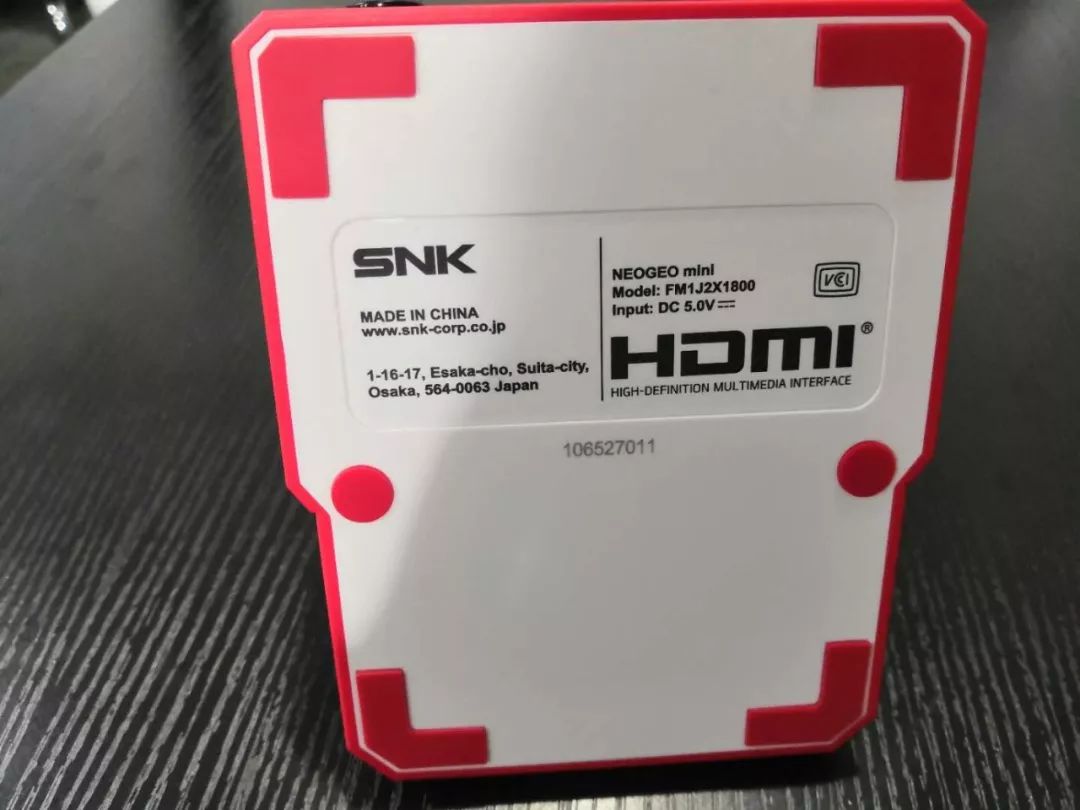 SNK
MADE IN CHINA
www.snk-corp.co.jp
1-16-17, Esaka-cho, Suita-city,
Osaka, 564-0063 Japan
NEOGEO mini
Model: FM1J2X1800
Input: DC 5.0V⎓
VCCI
HDMI®
HIGH-DEFINITION MULTIMEDIA INTERFACE
106527011